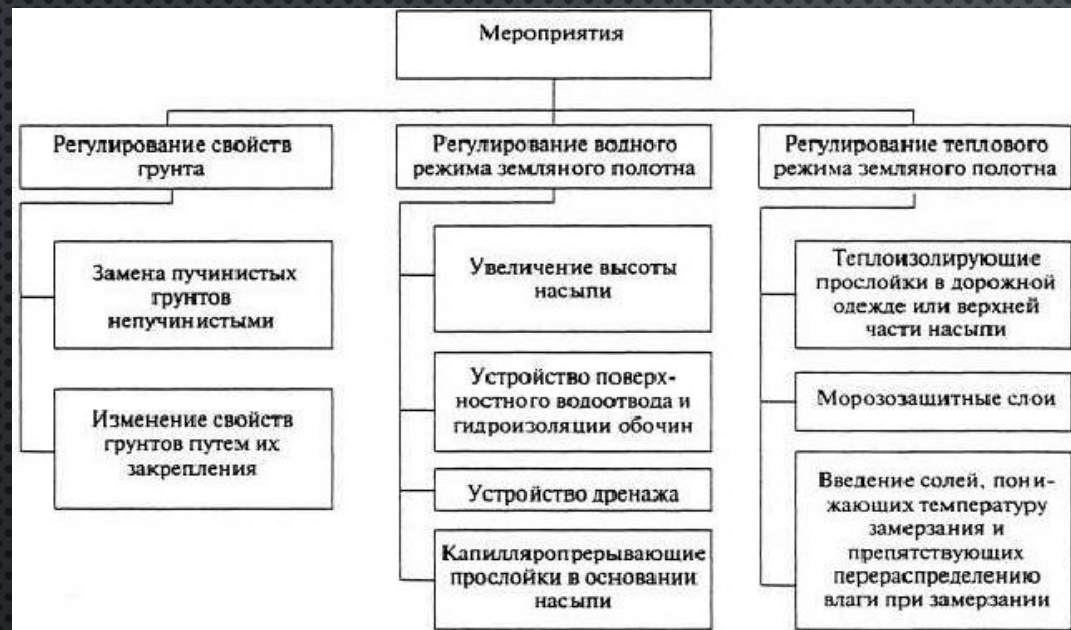 Мероприятия
Регулирование свойств
грунта
Замена пучинистых
грунтов
непучинистыми
Изменение свойств
грунтов путем их
закрепления
Регулирование водного
режима земляного полотна
Увеличение высоты
насыпи
Устройство поверх-
ностного водоотвода и
гидроизоляции обочин
Устройство дренажа
Капилляропрерывающие
прослойки в основании
насыпи
Регулирование теплового
режима земляного полотна
Теплоизолирующие
прослойки в дорожной
одежде или верхней
части насыпи
Морозозащитные слои
Введение солей, пони-
жающих температуру
замерзания и
препятствующих
перераспределению
влаги при замерзании